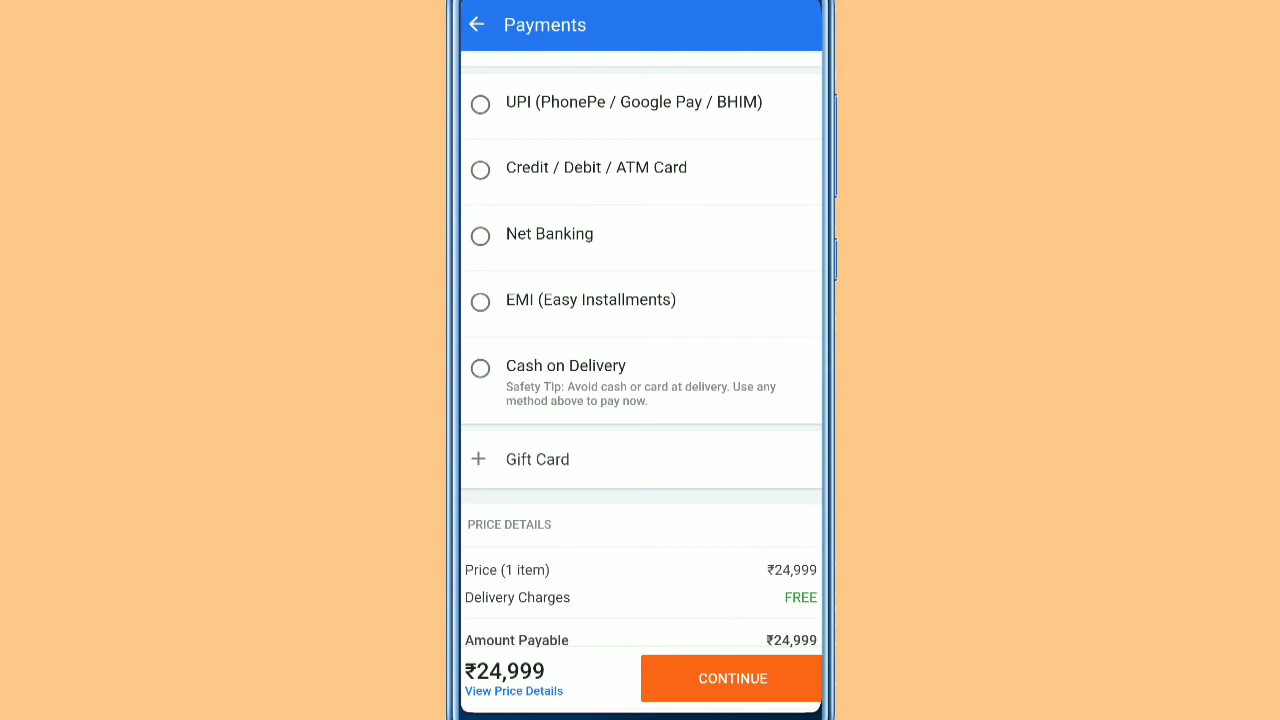 Payments
UPI (PhonePe / Google Pay / BHIM)
Credit / Debit / ATM Card
Net Banking
EMI (Easy Installments)
Cash on Delivery
Safety Tip: Avoid cash or card at delivery. Use any
method above to pay now.
Gift Card
PRICE DETAILS
Price (1 item) ₹24,999
Delivery Charges FREE
Amount Payable ₹24,999
₹24,999
View Price Details
CONTINUE